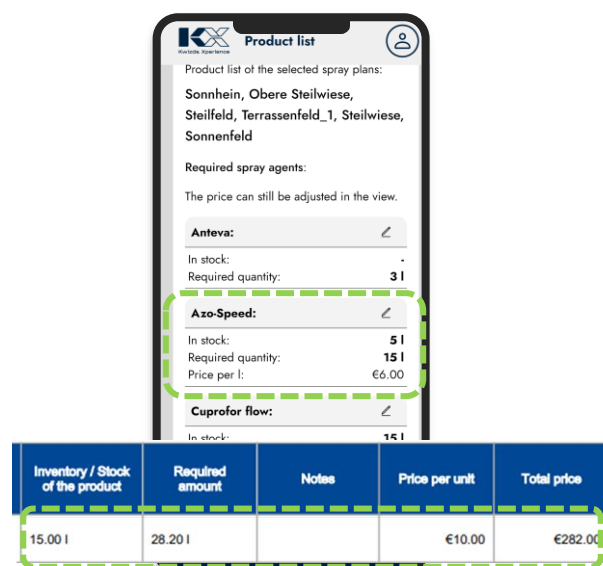 KX
Kwizda Xperience
Product list
Product list of the selected spray plans:
Sonnhein, Obere Steilwiese,
Steilfeld, Terrassenfeld_1, Steilwiese,
Sonnenfeld
Required spray agents:
The price can still be adjusted in the view.
Anteva:
In stock: -
Required quantity: 3 l
Azo-Speed:
In stock: 5 l
Required quantity: 15 l
Price per l: €6.00
Cuprofor flow:
In stock: 15 l
Inventory / Stock of the product Required amount Notes Price per unit Total price
15.00 l 28.20 l €10.00 €282.00